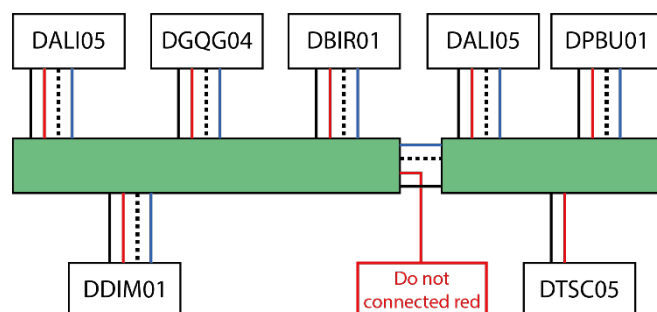 DALI05
DGQG04
DBIR01
DALI05
DPBU01
DDIM01
Do not
connected red
DTSC05